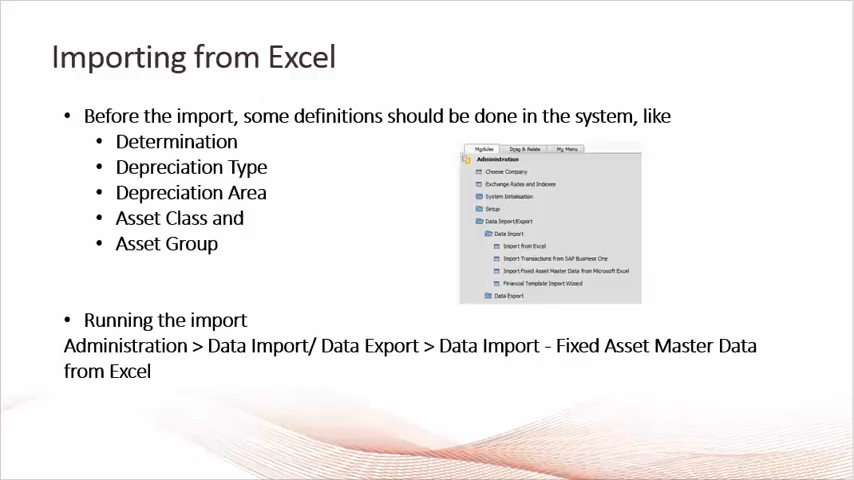 Importing from Excel
• Before the import, some definitions should be done in the system, like
• Determination
• Depreciation Type
• Depreciation Area
• Asset Class and
• Asset Group
Modules Drag & Relate My Menu
Administration
Choose Company
Exchange Rates and Indexes
System Initialisation
Setup
Data Import/Export
Data Import
Import from Excel
Import Transactions from SAP Business One
Import Fixed Asset Master Data from Microsoft Excel
Financial Template Import Wizard
Data Export
• Running the import
Administration > Data Import/ Data Export > Data Import - Fixed Asset Master Data
from Excel